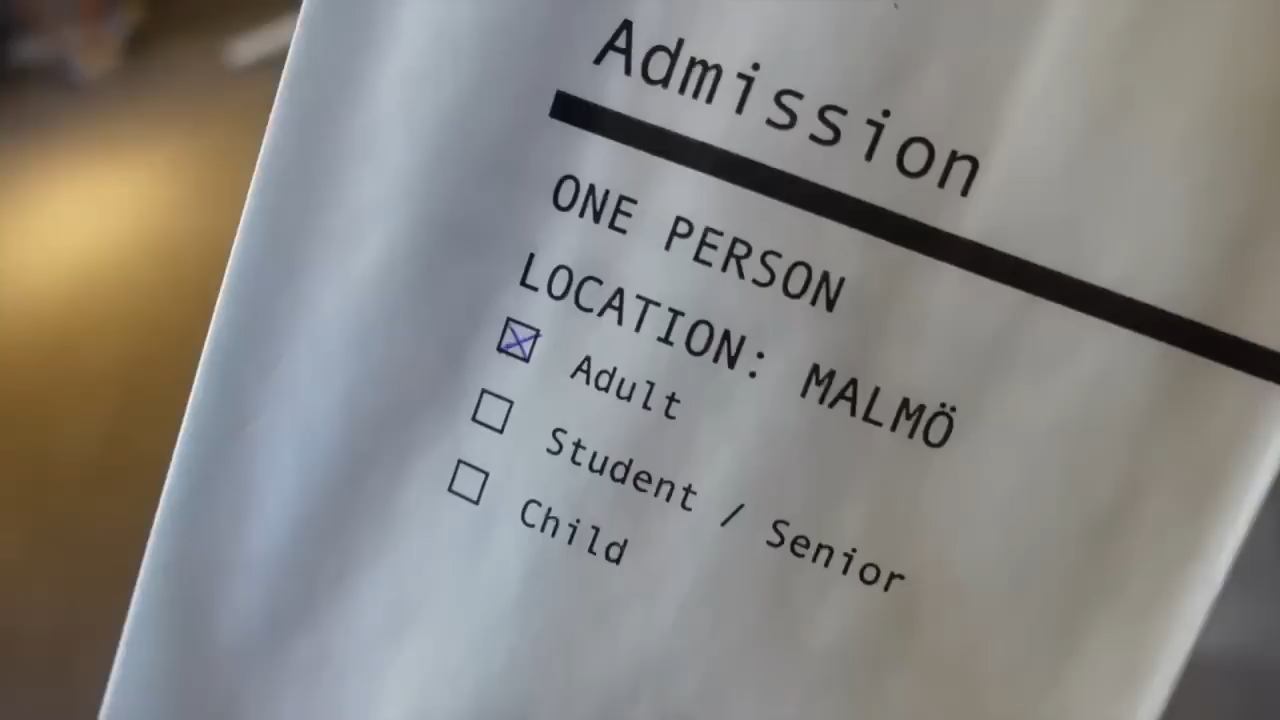 Admission
ONE PERSON
LOCATION: MALMÖ
☒ Adult
☐ Student / Senior
☐ Child